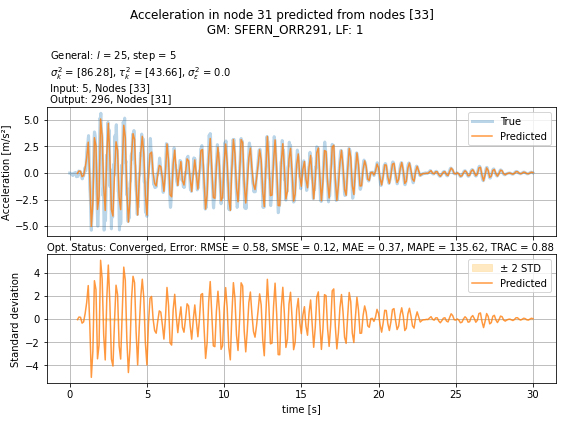 Acceleration in node 31 predicted from nodes [33]
GM: SFERN_ORR291, LF: 1
General: l = 25, step = 5
σ²ₖ = [86.28], τ²ₖ = [43.66], σ²ε = 0.0
Input: 5, Nodes [33]
Output: 296, Nodes [31]
Acceleration [m/s²]
5.0
2.5
0.0
−2.5
−5.0
True
Predicted
Opt. Status: Converged, Error: RMSE = 0.58, SMSE = 0.12, MAE = 0.37, MAPE = 135.62, TRAC = 0.88
Standard deviation
4
2
0
−2
−4
± 2 STD
Predicted
0 5 10 15 20 25 30
time [s]